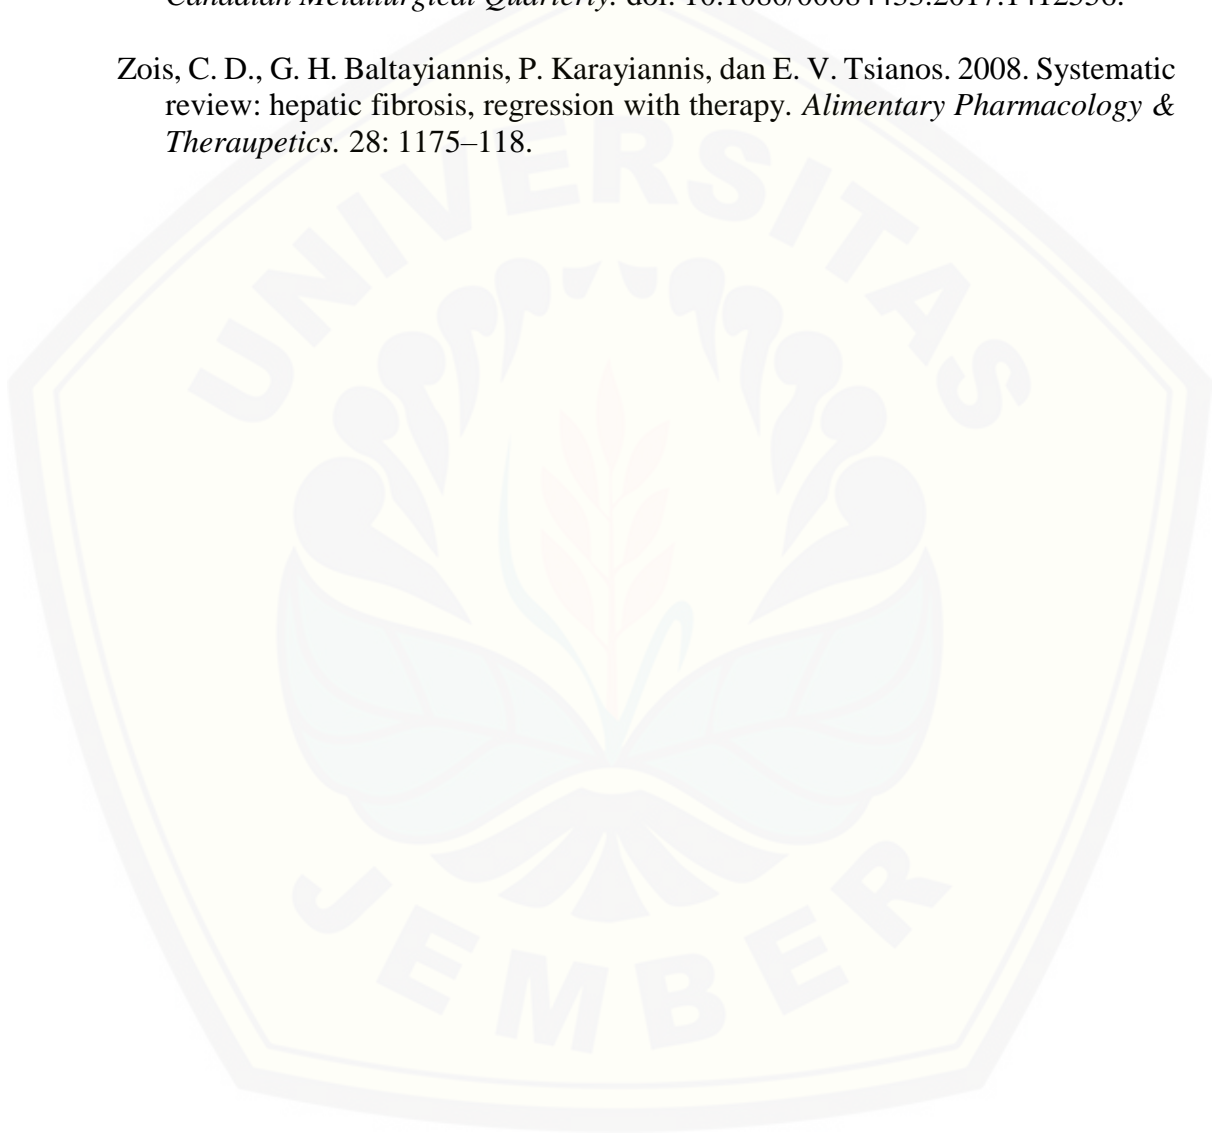 Canadian Metallurgical Quarterly. doi: 10.1080/00084433.2017.1412556.
Zois, C. D., G. H. Baltayiannis, P. Karayiannis, dan E. V. Tsianos. 2008. Systematic
review: hepatic fibrosis, regression with therapy. Alimentary Pharmacology &
Theraupetics. 28: 1175–118.
UNIVERSITAS
JEMBER